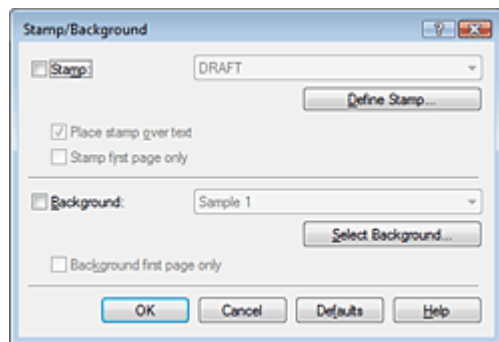 Stamp/Background
Stamp: DRAFT
Define Stamp...
Place stamp over text
Stamp first page only
Background: Sample 1
Select Background...
Background first page only
OK Cancel Defaults Help